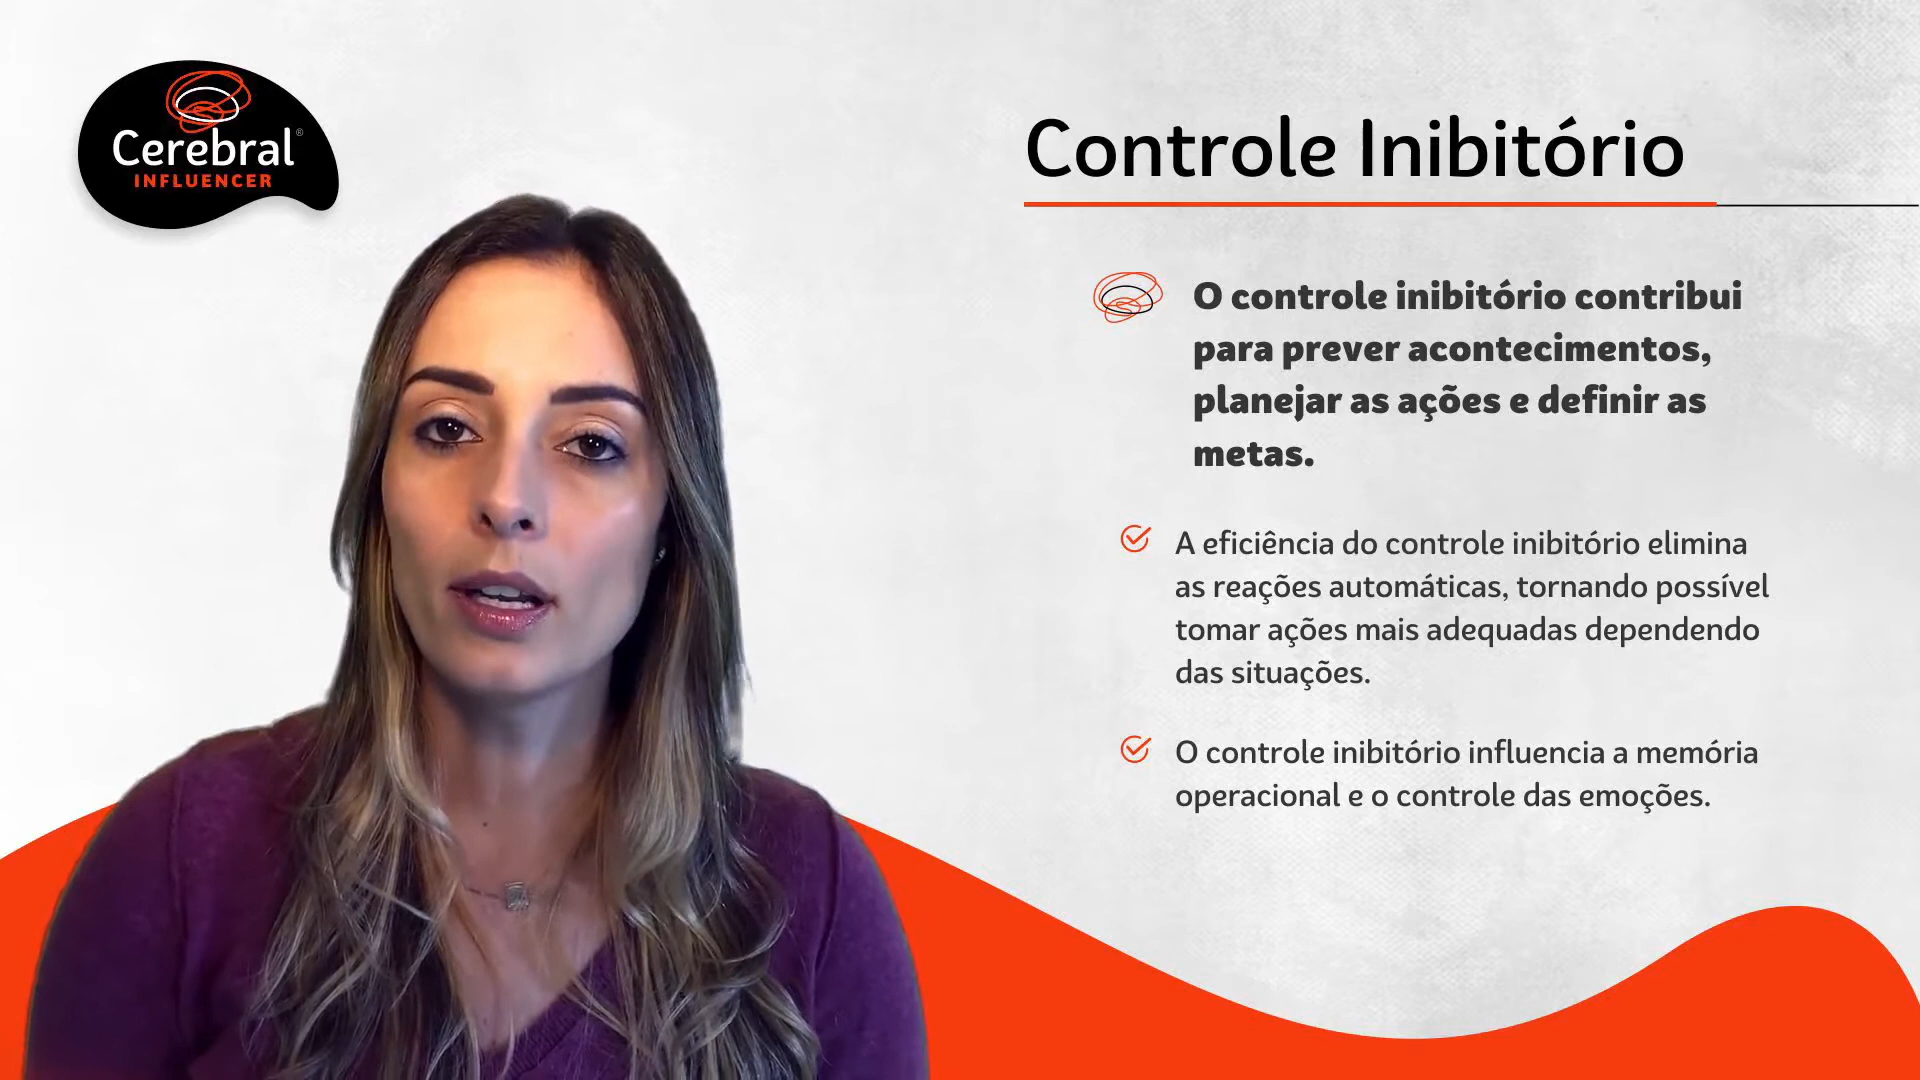 Cerebral®
INFLUENCER
Controle Inibitório
O controle inibitório contribui
para prever acontecimentos,
planejar as ações e definir as
metas.
A eficiência do controle inibitório elimina
as reações automáticas, tornando possível
tomar ações mais adequadas dependendo
das situações.
O controle inibitório influencia a memória
operacional e o controle das emoções.